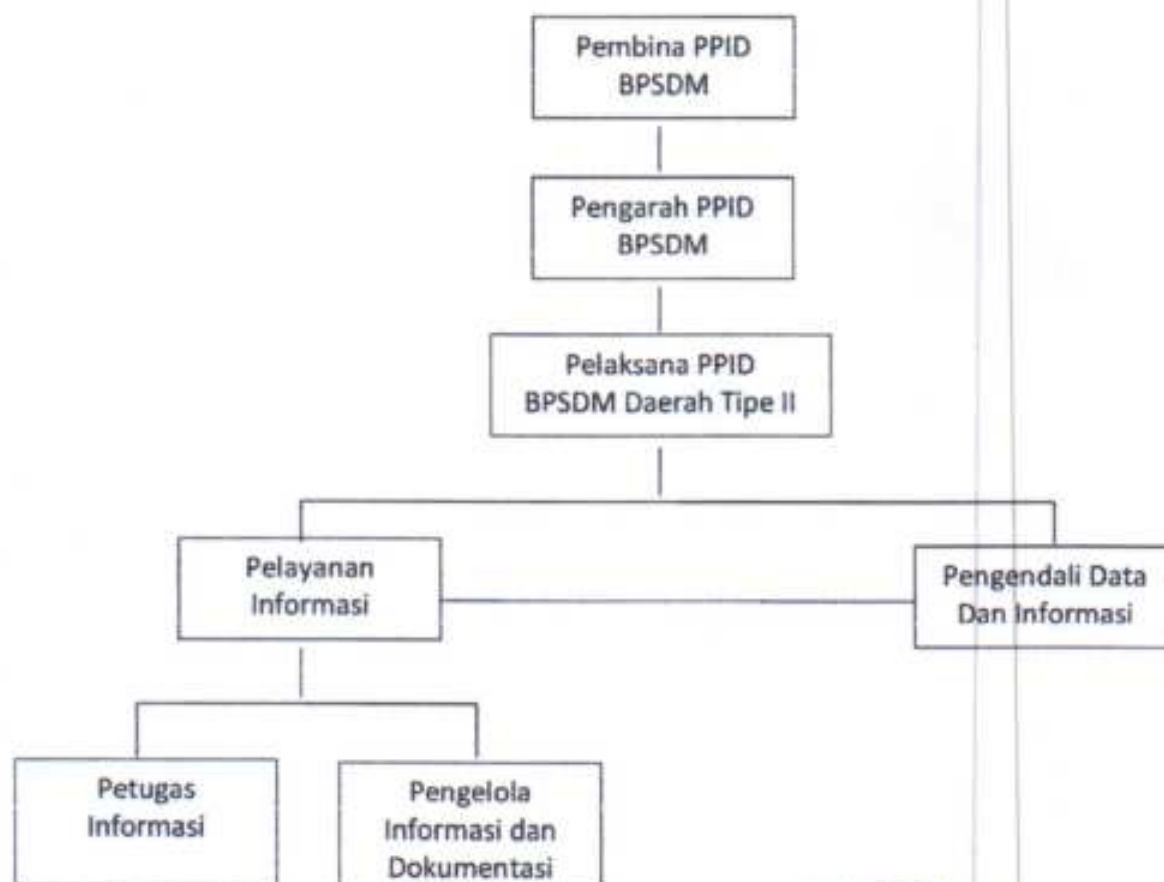 Pembina PPID
BPSDM
Pengarah PPID
BPSDM
Pelaksana PPID
BPSDM Daerah Tipe II
Pelayanan
Informasi
Pengendali Data
Dan Informasi
Petugas
Informasi
Pengelola
Informasi dan
Dokumentasi